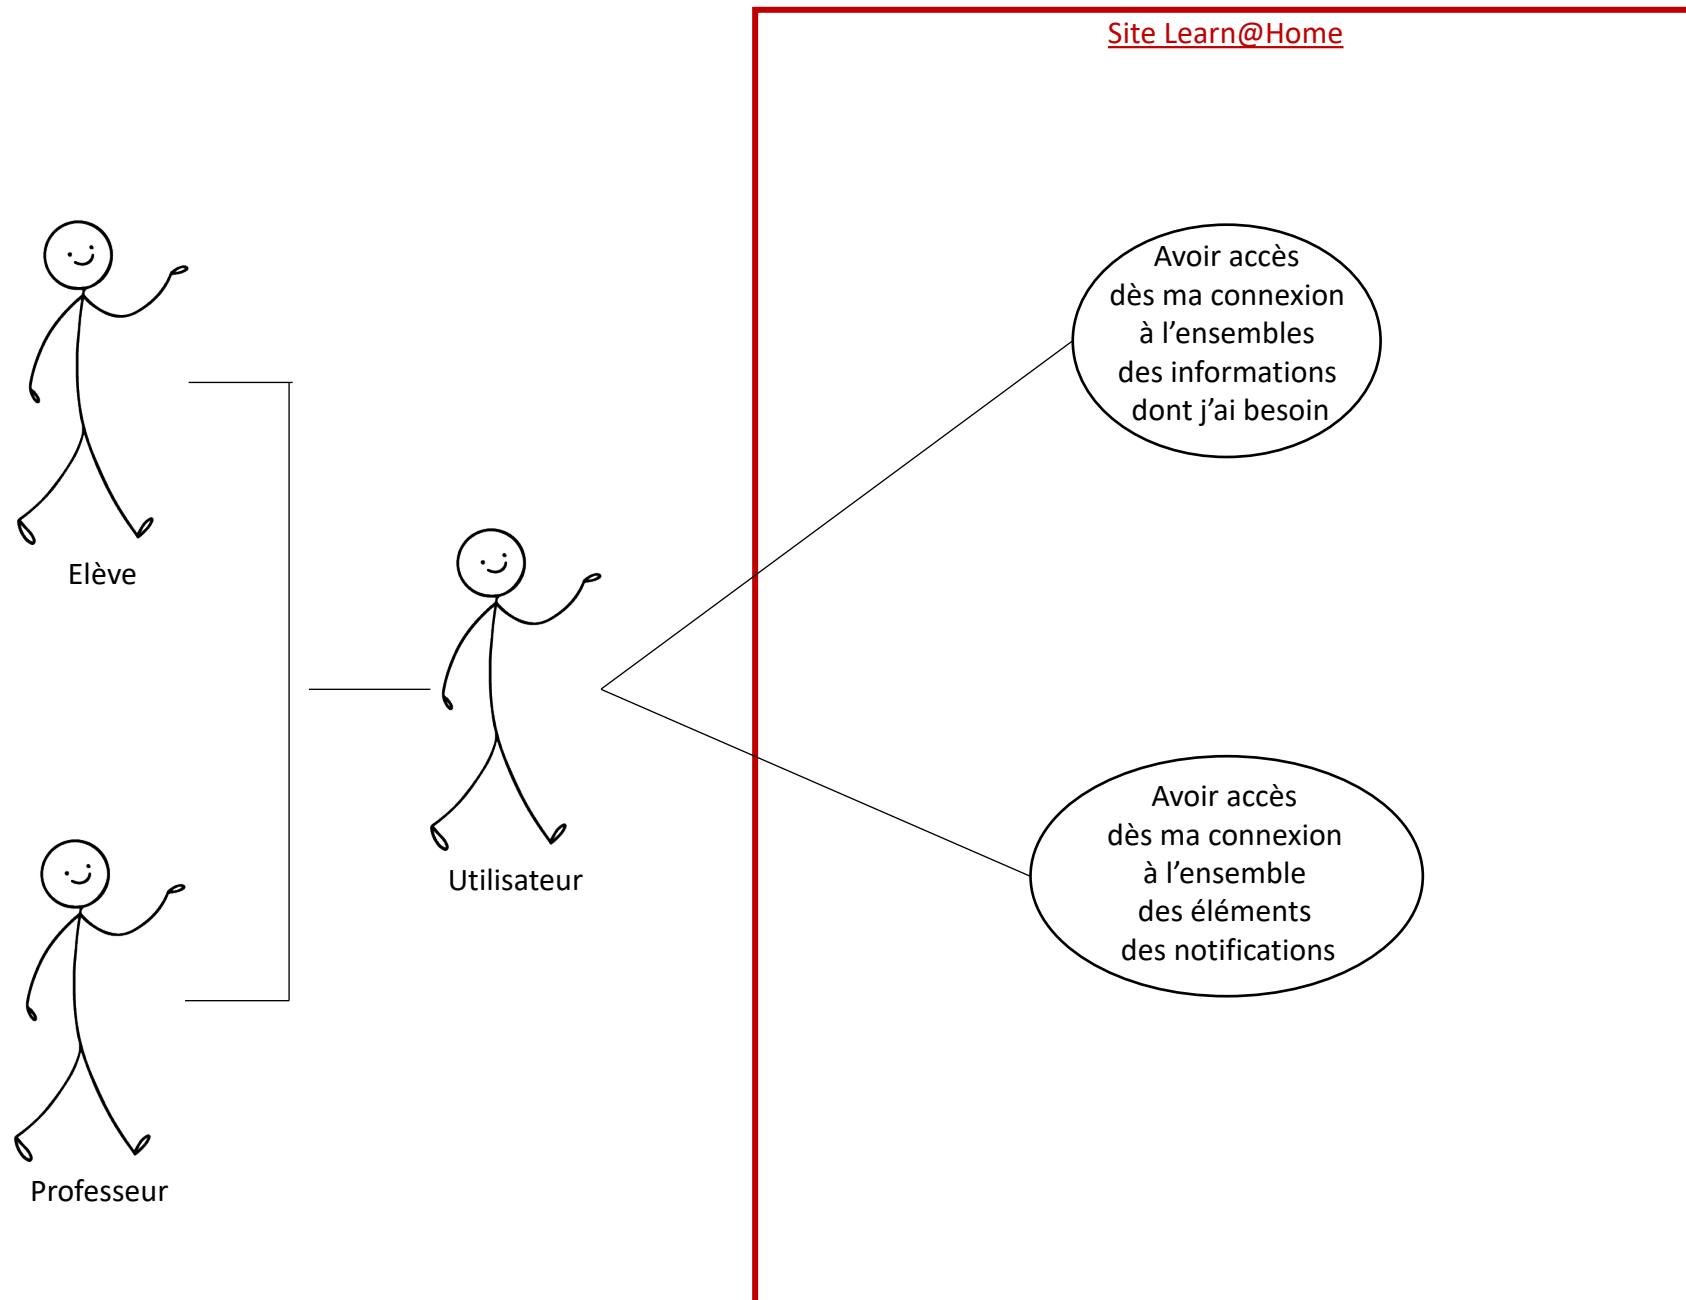 Site Learn@Home
Avoir accès
dès ma connexion
à l’ensembles
des informations
dont j’ai besoin
Elève
Utilisateur
Avoir accès
dès ma connexion
à l’ensemble
des éléments
des notifications
Professeur